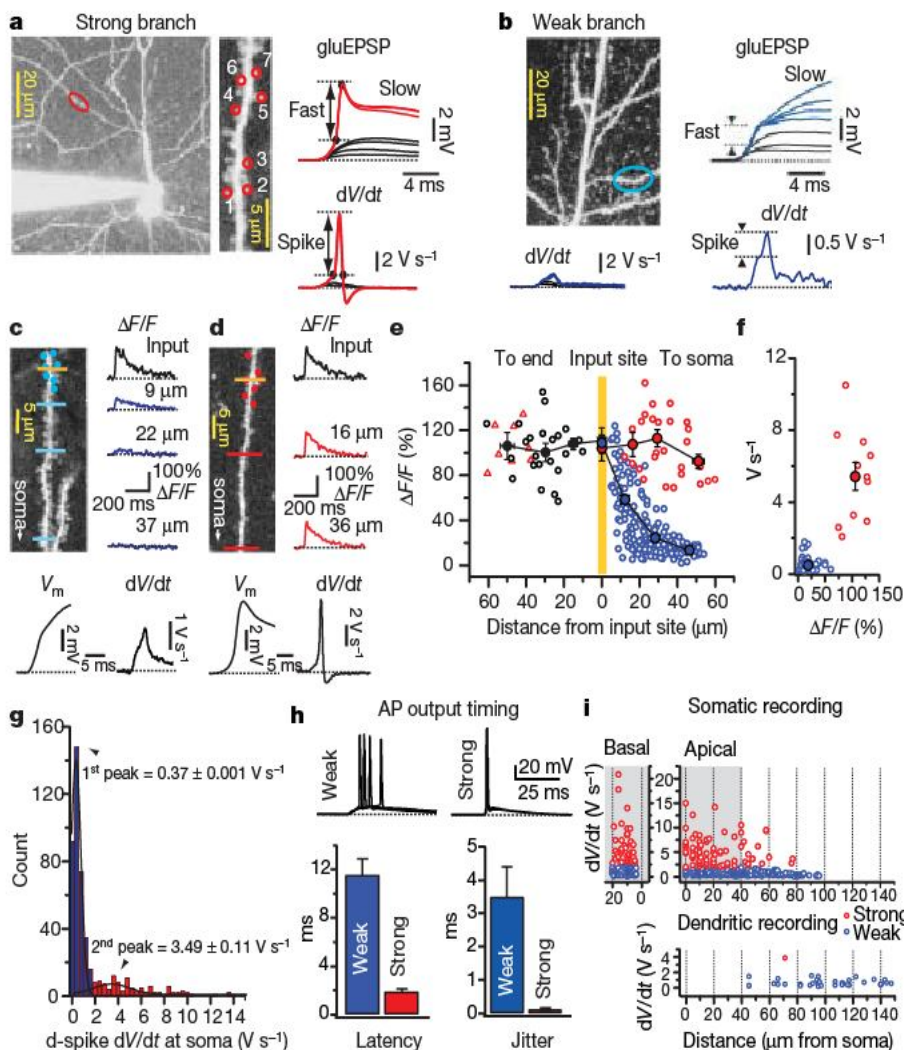 a Strong branch
20 µm
6
7
4
5
3
2
1
5 µm
gluEPSP
Slow
Fast
2 mV
4 ms
dV/dt
Spike
2 V s⁻¹
b Weak branch
20 µm
gluEPSP
Slow
Fast
2 mV
4 ms
dV/dt
2 V s⁻¹
dV/dt
Spike
0.5 V s⁻¹
c
5 µm
soma
ΔF/F
Input
9 µm
22 µm
100% ΔF/F
200 ms
37 µm
Vm
2 mV
5 ms
dV/dt
1 V s⁻¹
d
5 µm
soma
ΔF/F
Input
16 µm
100% ΔF/F
200 ms
36 µm
Vm
2 mV
5 ms
dV/dt
2 V s⁻¹
e
To end Input site To soma
ΔF/F (%)
160
120
80
40
0
60 40 20 0 20 40 60
Distance from input site (µm)
f
V s⁻¹
12
8
4
0
0 50 100 150
ΔF/F (%)
g
Count
160
120
80
40
0
1st peak = 0.37 ± 0.001 V s⁻¹
2nd peak = 3.49 ± 0.11 V s⁻¹
0 2 4 6 8 10 12 14
d-spike dV/dt at soma (V s⁻¹)
h AP output timing
Weak
Strong
20 mV
25 ms
ms
12
8
4
0
Weak
Strong
Latency
ms
5
4
3
2
1
0
Weak
Strong
Jitter
i Somatic recording
Basal Apical
dV/dt (V s⁻¹)
20
15
10
5
0
20 0
0 20 40 60 80 100 120 140
Strong
Weak
Dendritic recording
dV/dt (V s⁻¹)
4
2
0
0 20 40 60 80 100 120 140
Distance (µm from soma)